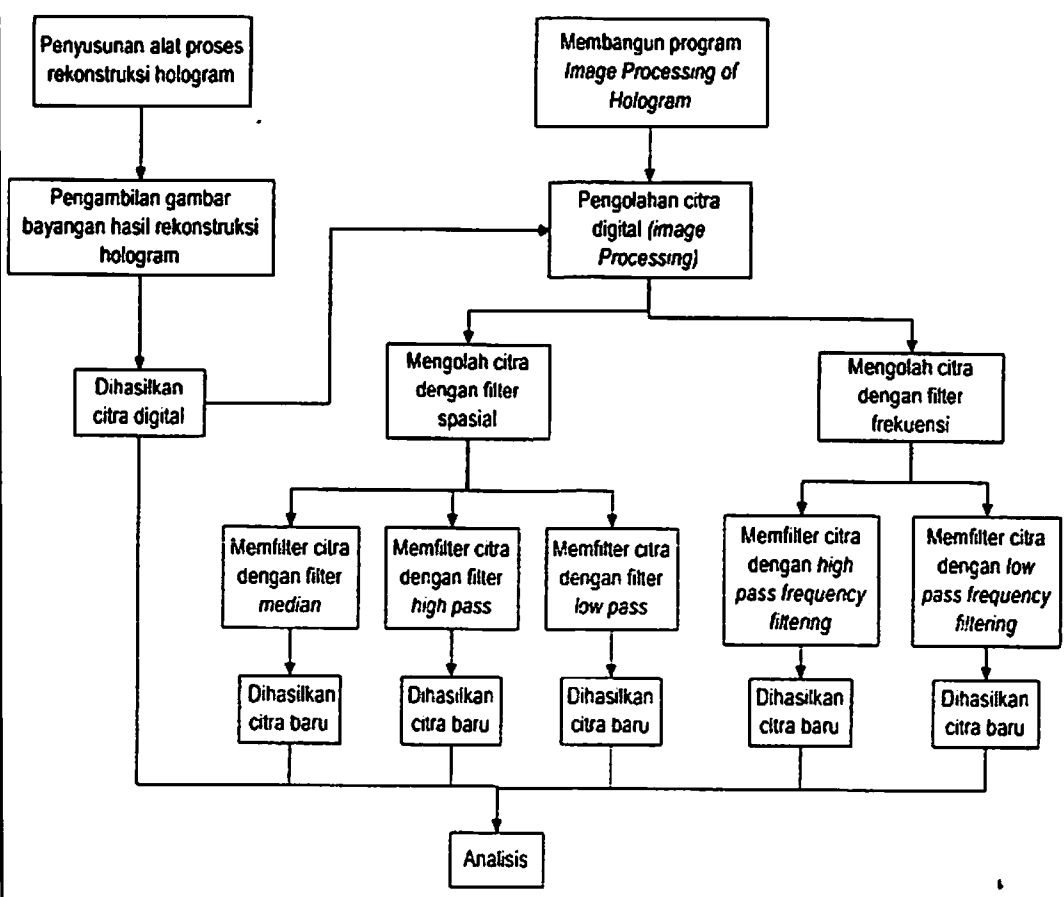 Penyusunan alat proses
rekonstruksi hologram
Membangun program
Image Processing of
Hologram
Pengambilan gambar
bayangan hasil rekonstruksi
hologram
Pengolahan citra
digital (image
Processing)
Dihasilkan
citra digital
Mengolah citra
dengan filter
spasial
Mengolah citra
dengan filter
frekuensi
Memfilter citra
dengan filter
median
Memfilter citra
dengan filter
high pass
Memfilter citra
dengan filter
low pass
Memfilter citra
dengan high
pass frequency
filtering
Memfilter citra
dengan low
pass frequency
filtering
Dihasilkan
citra baru
Dihasilkan
citra baru
Dihasilkan
citra baru
Dihasilkan
citra baru
Dihasilkan
citra baru
Analisis